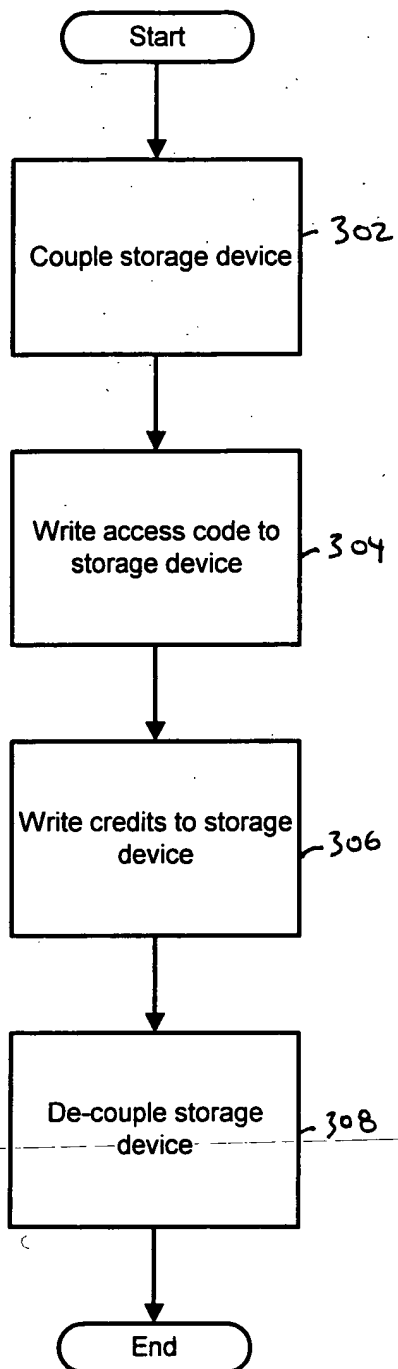 Start
Couple storage device
302
Write access code to
storage device
304
Write credits to storage
device
306
De-couple storage
device
308
End